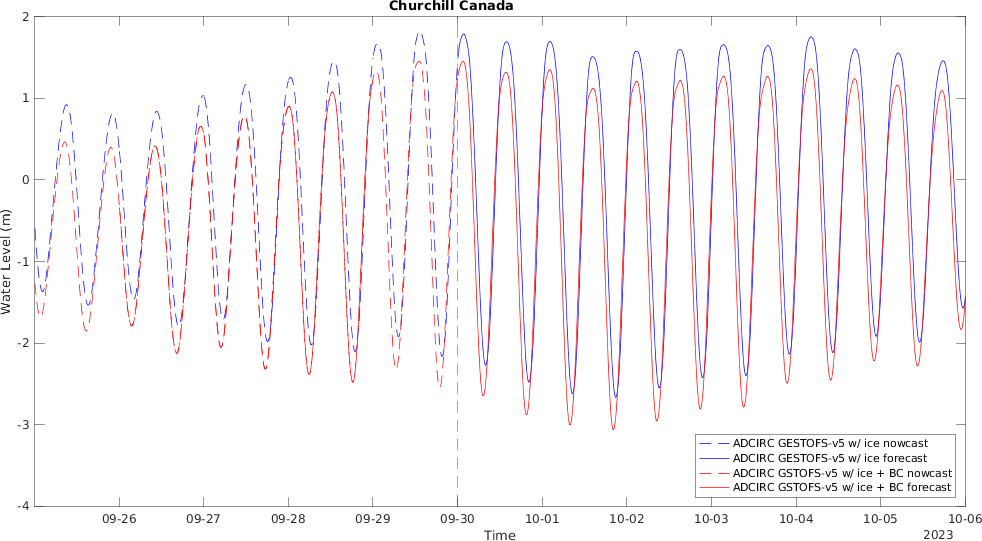 Churchill Canada
2
1
0
-1
-2
-3
-4
Water Level (m)
09-26
09-27
09-28
09-29
09-30
10-01
10-02
10-03
10-04
10-05
10-06
Time
2023
ADCIRC GESTOFS-v5 w/ ice nowcast
ADCIRC GESTOFS-v5 w/ ice forecast
ADCIRC GSTOFS-v5 w/ ice + BC nowcast
ADCIRC GSTOFS-v5 w/ ice + BC forecast